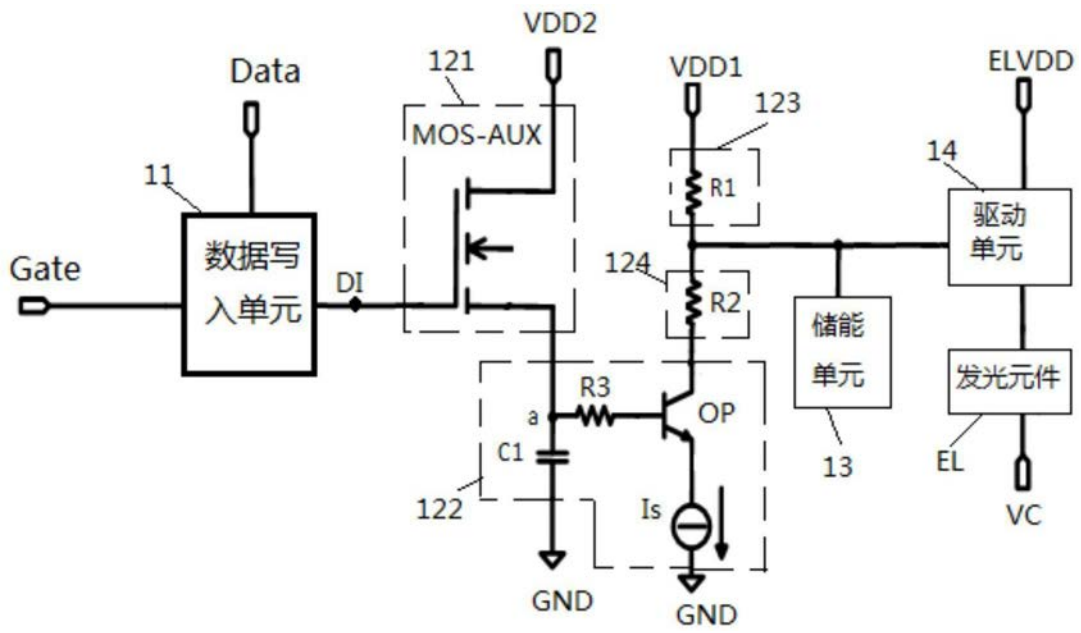 VDD2
121
VDD1
ELVDD
Data
123
MOS-AUX
14
11
R1
驱动
单元
数据写
入单元
124
Gate
DI
R2
储能
单元
R3
发光元件
a
OP
C1
13
EL
122
Is
VC
GND
GND